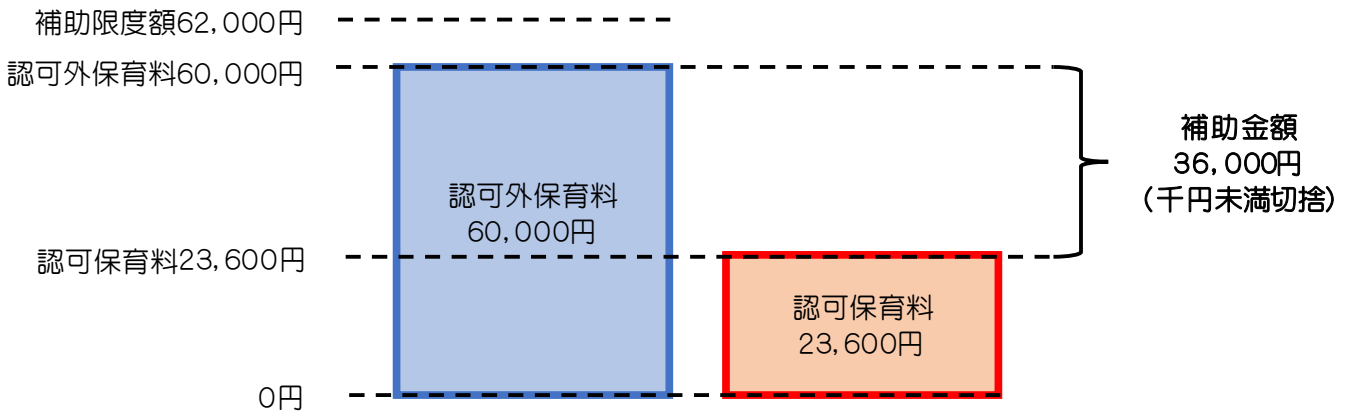 補助限度額62,000円
認可外保育料60,000円
補助金額
36,000円
(千円未満切捨)
認可外保育料
60,000円
認可保育料23,600円
認可保育料
23,600円
0円